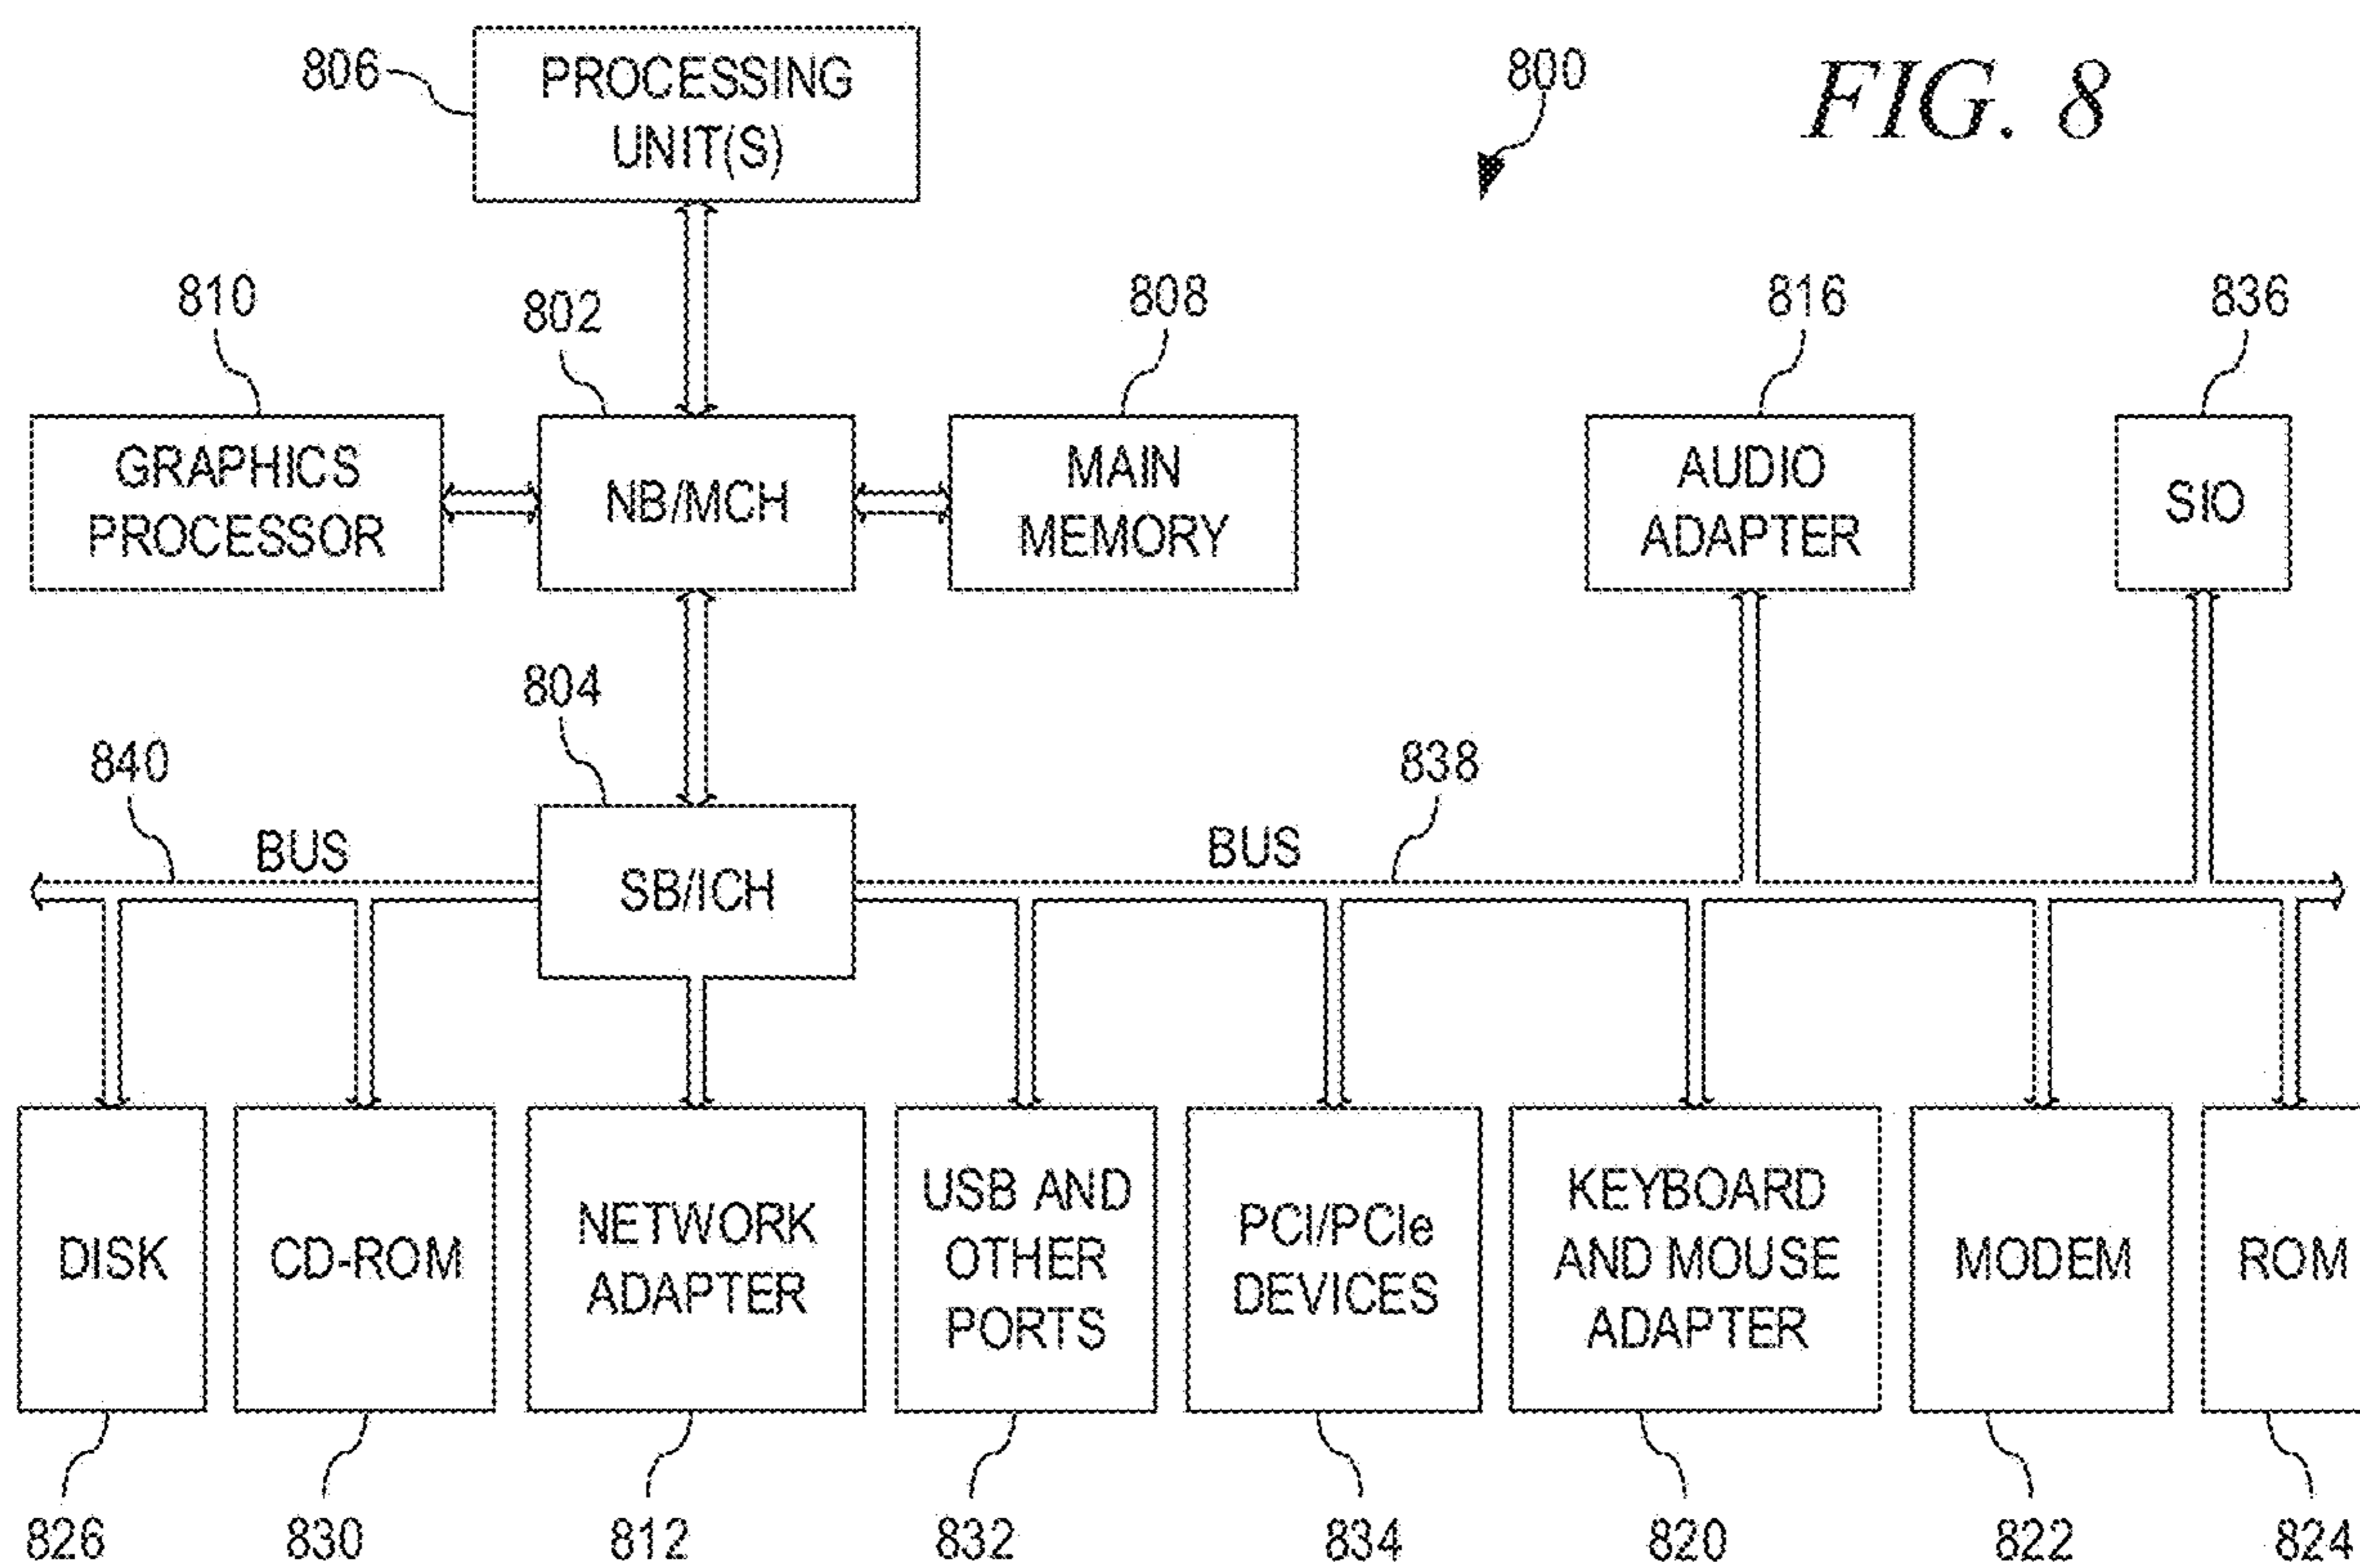 FIG. 8
800
806
PROCESSING
UNIT(S)
810
802
808
816
836
GRAPHICS
PROCESSOR
NB/MCH
MAIN
MEMORY
AUDIO
ADAPTER
SIO
804
840
838
BUS
BUS
SB/ICH
DISK
CD-ROM
NETWORK
ADAPTER
USB AND
OTHER
PORTS
PCI/PCIe
DEVICES
KEYBOARD
AND MOUSE
ADAPTER
MODEM
ROM
826
830
812
832
834
820
822
824